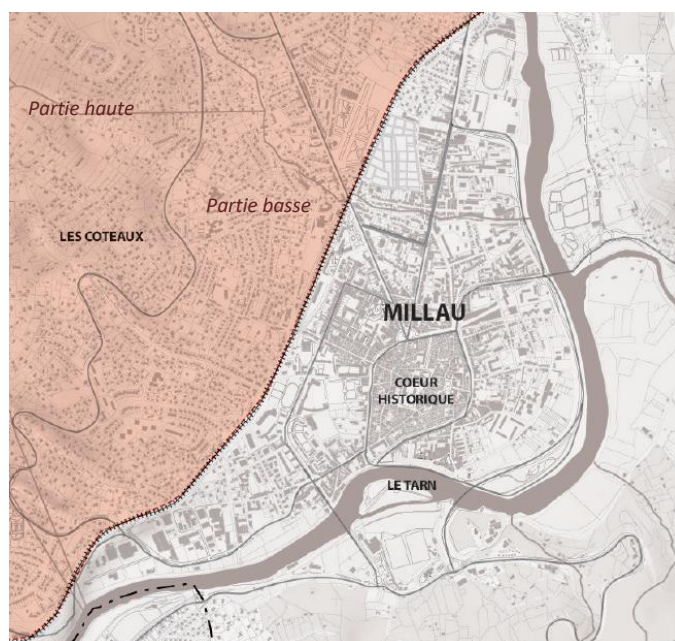 Partie haute
Partie basse
LES COTEAUX
MILLAU
COEUR
HISTORIQUE
LE TARN